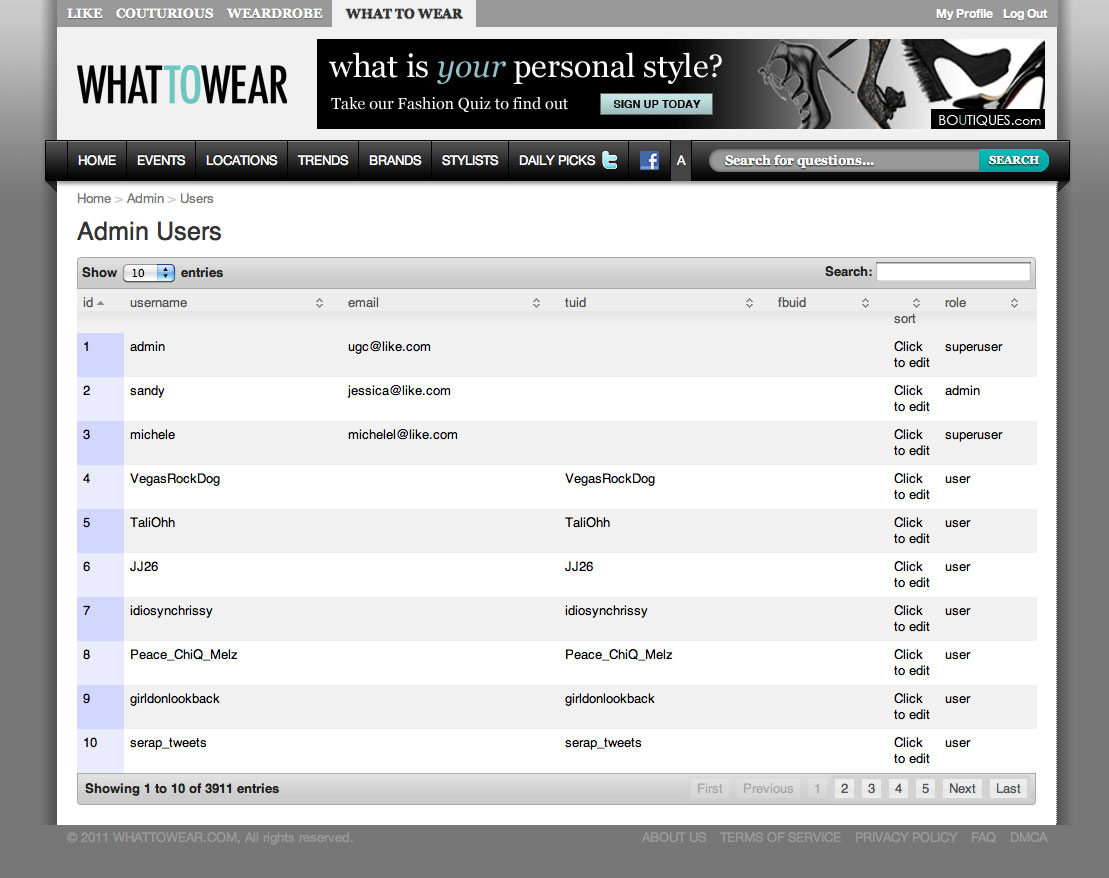 LIKE COUTURIOUS WEARDROBE WHAT TO WEAR My Profile Log Out
WHATTOWEAR
what is your personal style?
Take our Fashion Quiz to find out SIGN UP TODAY
BOUTIQUES.com
HOME EVENTS LOCATIONS TRENDS BRANDS STYLISTS DAILY PICKS t f A Search for questions... SEARCH
Home > Admin > Users
Admin Users
Show 10 entries Search:
id username email tuid fbuid role
sort
1 admin ugc@like.com Click superuser
to edit
2 sandy jessica@like.com Click admin
to edit
3 michele michelel@like.com Click superuser
to edit
4 VegasRockDog VegasRockDog Click user
to edit
5 TaliOhh TaliOhh Click user
to edit
6 JJ26 JJ26 Click user
to edit
7 idiosynchrissy idiosynchrissy Click user
to edit
8 Peace_ChiQ_Melz Peace_ChiQ_Melz Click user
to edit
9 girldonlookback girldonlookback Click user
to edit
10 serap_tweets serap_tweets Click user
to edit
Showing 1 to 10 of 3911 entries First Previous 1 2 3 4 5 Next Last
© 2011 WHATTOWEAR.COM, All rights reserved. ABOUT US TERMS OF SERVICE PRIVACY POLICY FAQ DMCA